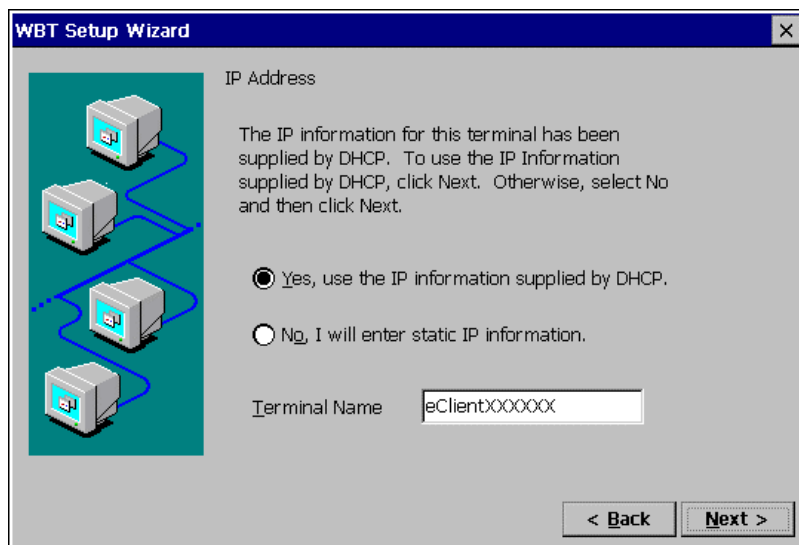 WBT Setup Wizard
IP Address
The IP information for this terminal has been
supplied by DHCP. To use the IP Information
supplied by DHCP, click Next. Otherwise, select No
and then click Next.
Yes, use the IP information supplied by DHCP.
No, I will enter static IP information.
Terminal Name eClientXXXXXX
< Back Next >